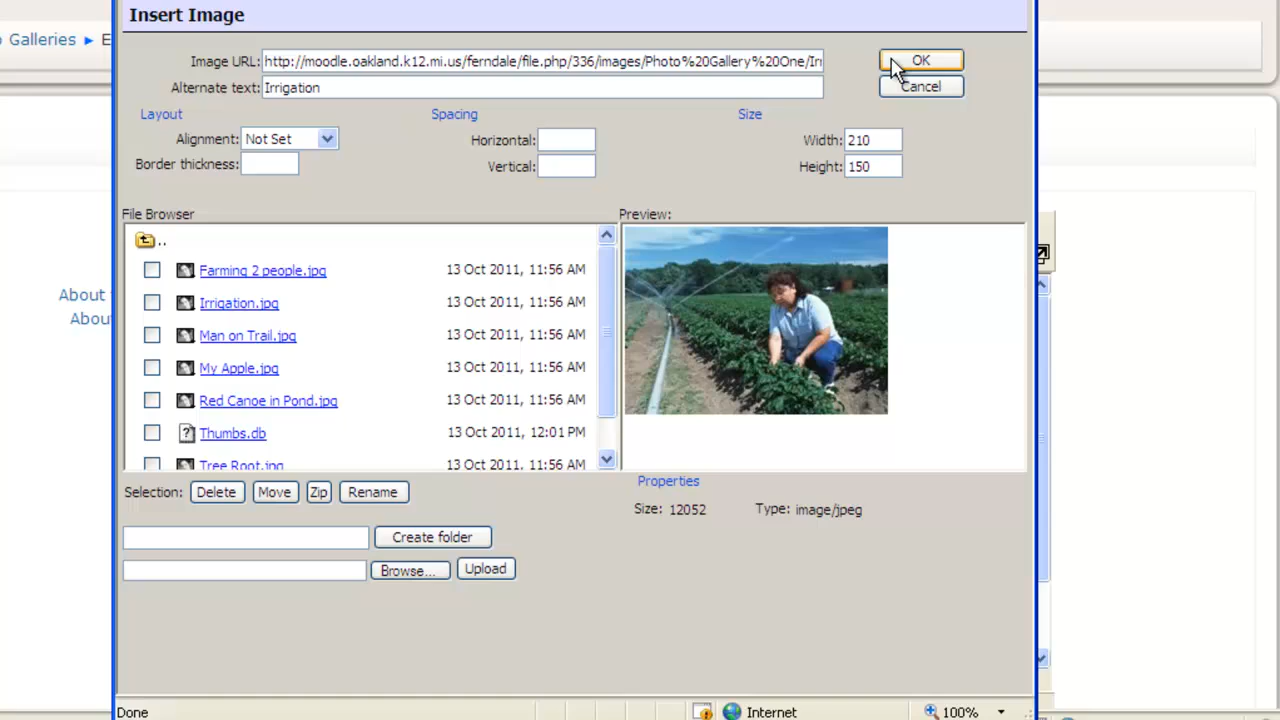 Insert Image
Galleries ► E
Image URL: http://moodle.oakland.k12.mi.us/ferndale/file.php/336/images/Photo%20Gallery%20One/Irr
OK
Alternate text: Irrigation
Cancel
Layout Spacing Size
Alignment: Not Set Horizontal: Width: 210
Border thickness: Vertical: Height: 150
File Browser Preview:
..
Farming 2 people.jpg 13 Oct 2011, 11:56 AM
Irrigation.jpg 13 Oct 2011, 11:56 AM
About
Man on Trail.jpg 13 Oct 2011, 11:56 AM
Abou
My Apple.jpg 13 Oct 2011, 11:56 AM
Red Canoe in Pond.jpg 13 Oct 2011, 11:56 AM
Thumbs.db 13 Oct 2011, 12:01 PM
Tree Root.jpg 13 Oct 2011, 11:56 AM
Selection: Delete Move Zip Rename
Properties
Size: 12052 Type: image/jpeg
Create folder
Browse... Upload
Done Internet 100%